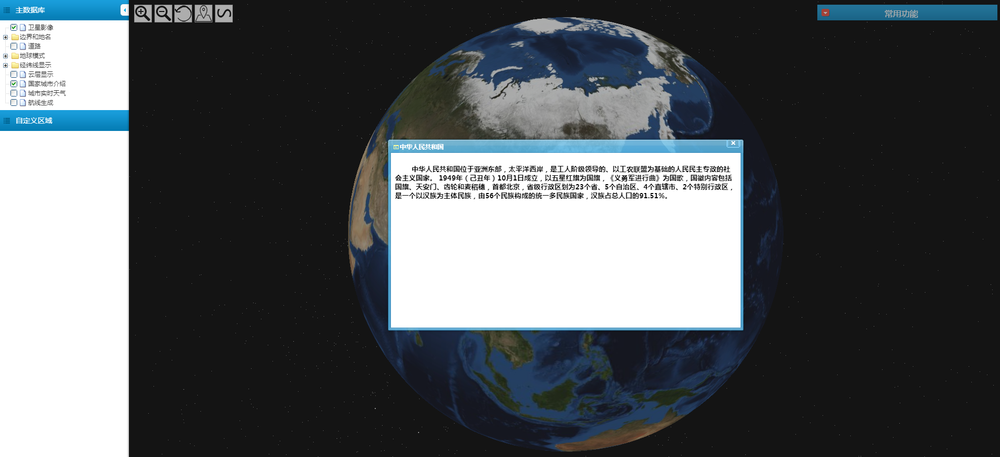 主数据库
卫星影像
边界和地名
道路
地球模式
经纬线显示
云层显示
国家城市介绍
城市实时天气
航线生成
自定义区域
常用功能
中华人民共和国
中华人民共和国位于亚洲东部，太平洋西岸，是工人阶级领导的、以工农联盟为基础的人民民主专政的社
会主义国家。 1949年（己丑年）10月1日成立，以五星红旗为国旗，《义勇军进行曲》为国歌，国徽内容包括
国旗、天安门、齿轮和麦稻穗，首都北京，省级行政区划为23个省、5个自治区、4个直辖市、2个特别行政区，
是一个以汉族为主体民族，由56个民族构成的统一多民族国家，汉族占总人口的91.51%。